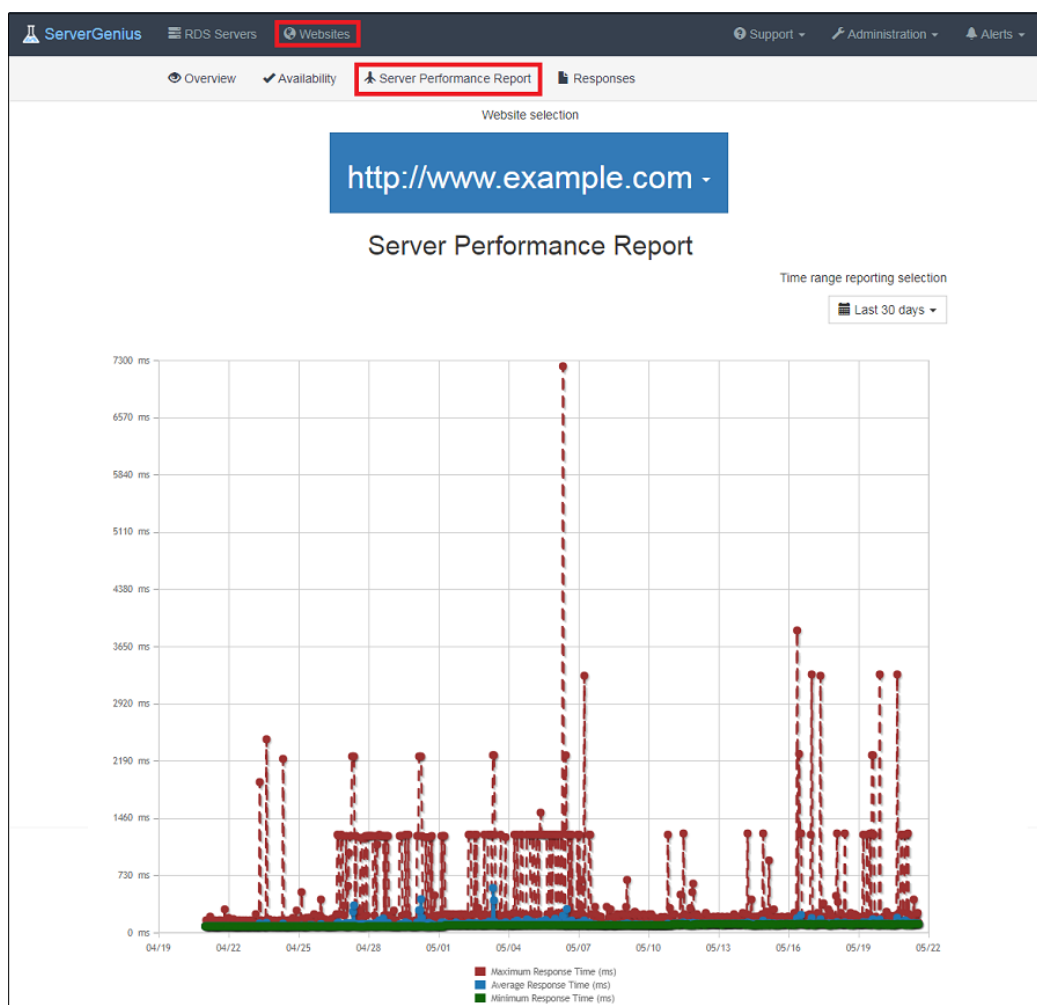 ServerGenius RDS Servers Websites Support Administration Alerts
Overview Availability Server Performance Report Responses
Website selection
http://www.example.com
Server Performance Report
Time range reporting selection
Last 30 days
7300 ms
6570 ms
5840 ms
5110 ms
4380 ms
3650 ms
2920 ms
2190 ms
1460 ms
730 ms
0 ms
04/19 04/22 04/25 04/28 05/01 05/04 05/07 05/10 05/13 05/16 05/19 05/22
Maximum Response Time (ms)
Average Response Time (ms)
Minimum Response Time (ms)